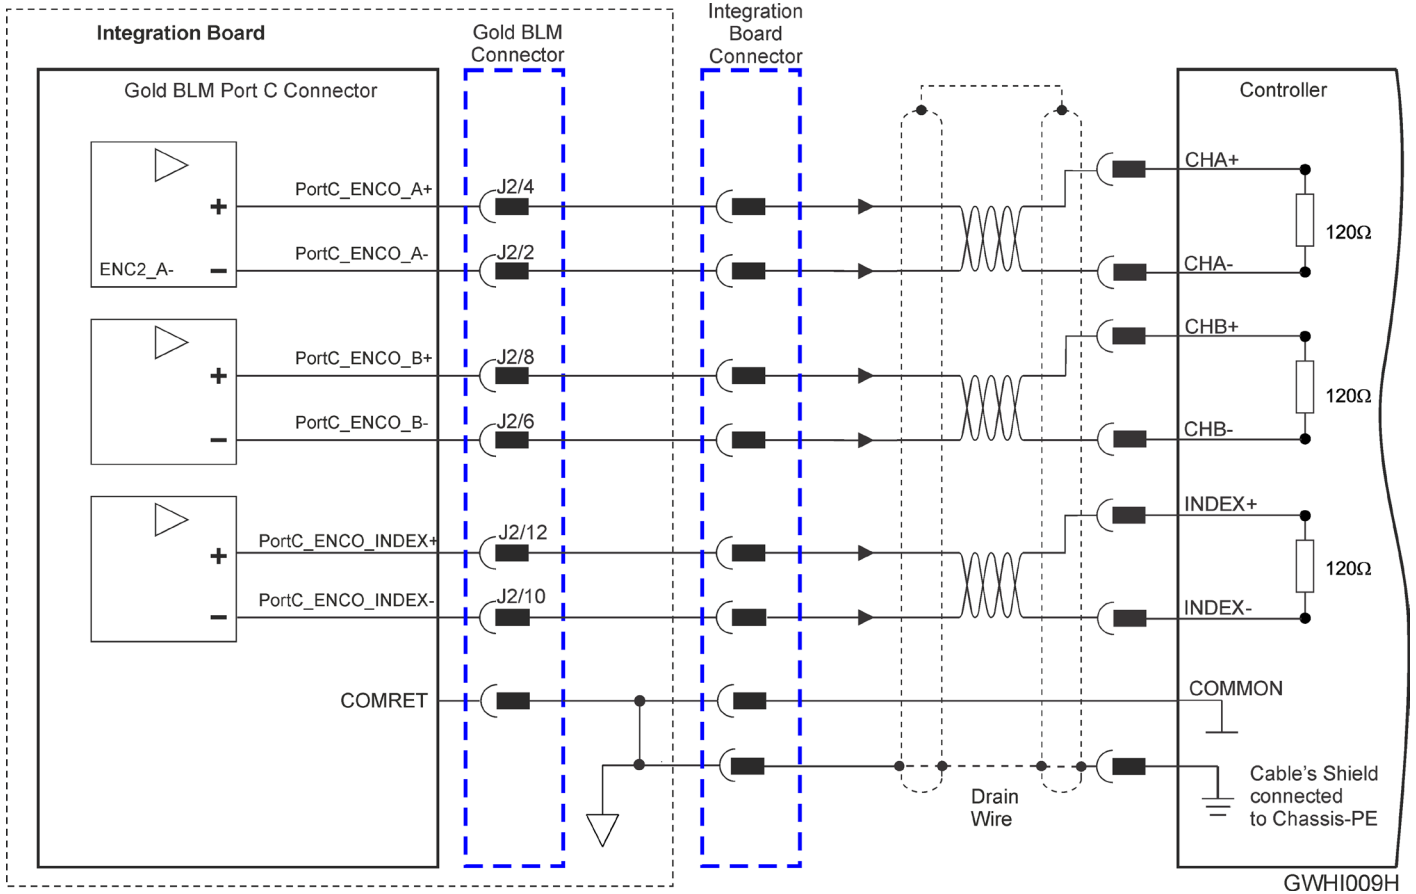 Integration Board
Gold BLM
Connector
Integration
Board
Connector
Gold BLM Port C Connector
Controller
+
PortC_ENCO_A+
J2/4
CHA+
ENC2_A-
−
PortC_ENCO_A-
J2/2
CHA-
120Ω
+
PortC_ENCO_B+
J2/8
CHB+
−
PortC_ENCO_B-
J2/6
CHB-
120Ω
+
PortC_ENCO_INDEX+
J2/12
INDEX+
−
PortC_ENCO_INDEX-
J2/10
INDEX-
120Ω
COMRET
COMMON
Drain
Wire
Cable's Shield
connected
to Chassis-PE
GWHI009H